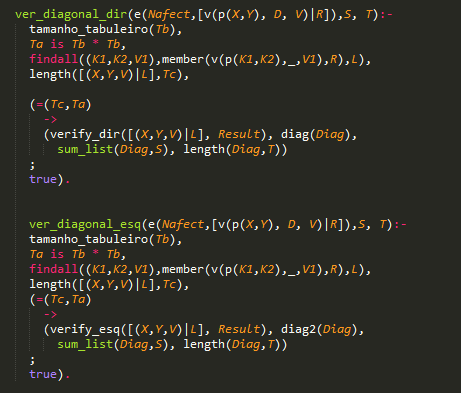 ver_diagonal_dir(e(Nafect,[v(p(X,Y), D, V)|R]),S, T):-
tamanho_tabuleiro(Tb),
Ta is Tb * Tb,
findall((K1,K2,V1),member(v(p(K1,K2),_,V1),R),L),
length([(X,Y,V)|L],Tc),
(=(Tc,Ta)
->
(verify_dir([(X,Y,V)|L], Result), diag(Diag),
sum_list(Diag,S), length(Diag,T))
;
true).
ver_diagonal_esq(e(Nafect,[v(p(X,Y), D, V)|R]),S, T):-
tamanho_tabuleiro(Tb),
Ta is Tb * Tb,
findall((K1,K2,V1),member(v(p(K1,K2),_,V1),R),L),
length([(X,Y,V)|L],Tc),
(=(Tc,Ta)
->
(verify_esq([(X,Y,V)|L], Result), diag2(Diag),
sum_list(Diag,S), length(Diag,T))
;
true).